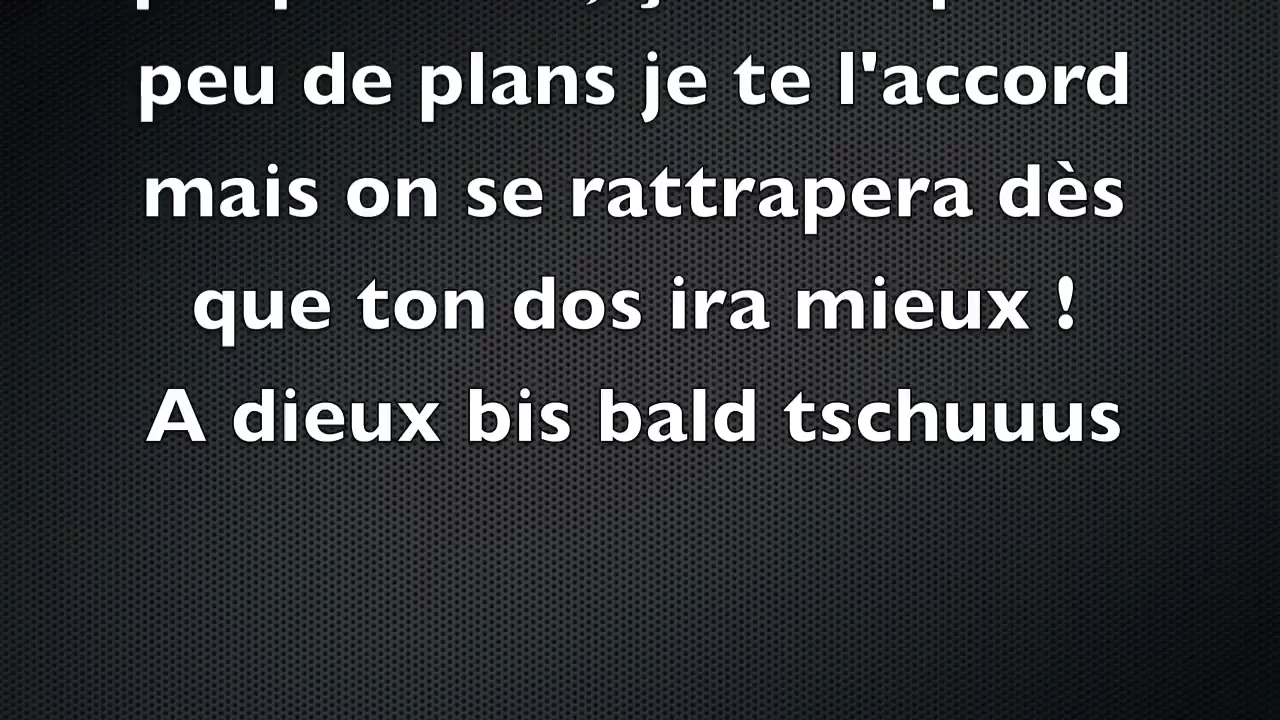 peu de plans je te l'accord
mais on se rattrapera dès
que ton dos ira mieux !
A dieux bis bald tschuuus